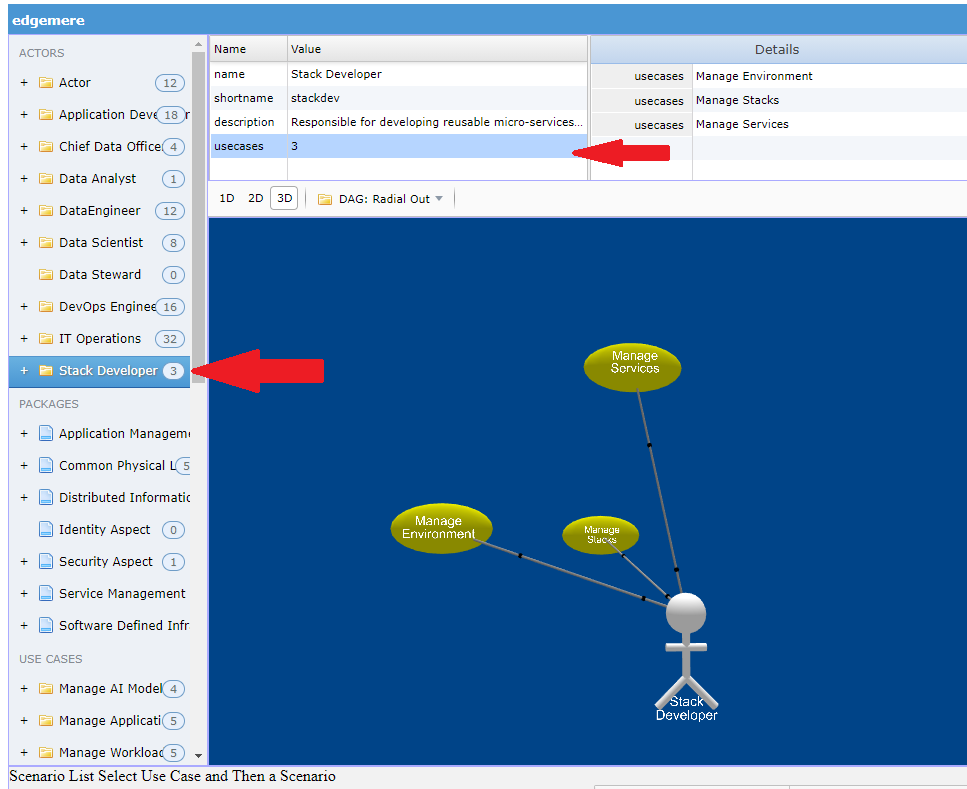 edgemere
ACTORS
+ Actor 12
+ Application Deve 18 r
+ Chief Data Office 4
+ Data Analyst 1
+ DataEngineer 12
+ Data Scientist 8
Data Steward 0
+ DevOps Enginee 16
+ IT Operations 32
+ Stack Developer 3
PACKAGES
+ Application Manageme
+ Common Physical L 5
+ Distributed Informatic
Identity Aspect 0
+ Security Aspect 1
+ Service Management
+ Software Defined Infr
USE CASES
+ Manage AI Model 4
+ Manage Applicati 5
+ Manage Workload 5
Name Value
name Stack Developer
shortname stackdev
description Responsible for developing reusable micro-services...
usecases 3
Details
usecases Manage Environment
usecases Manage Stacks
usecases Manage Services
1D 2D 3D DAG: Radial Out
Manage
Services
Manage
Environment
Manage
Stacks
Stack
Developer
Scenario List Select Use Case and Then a Scenario